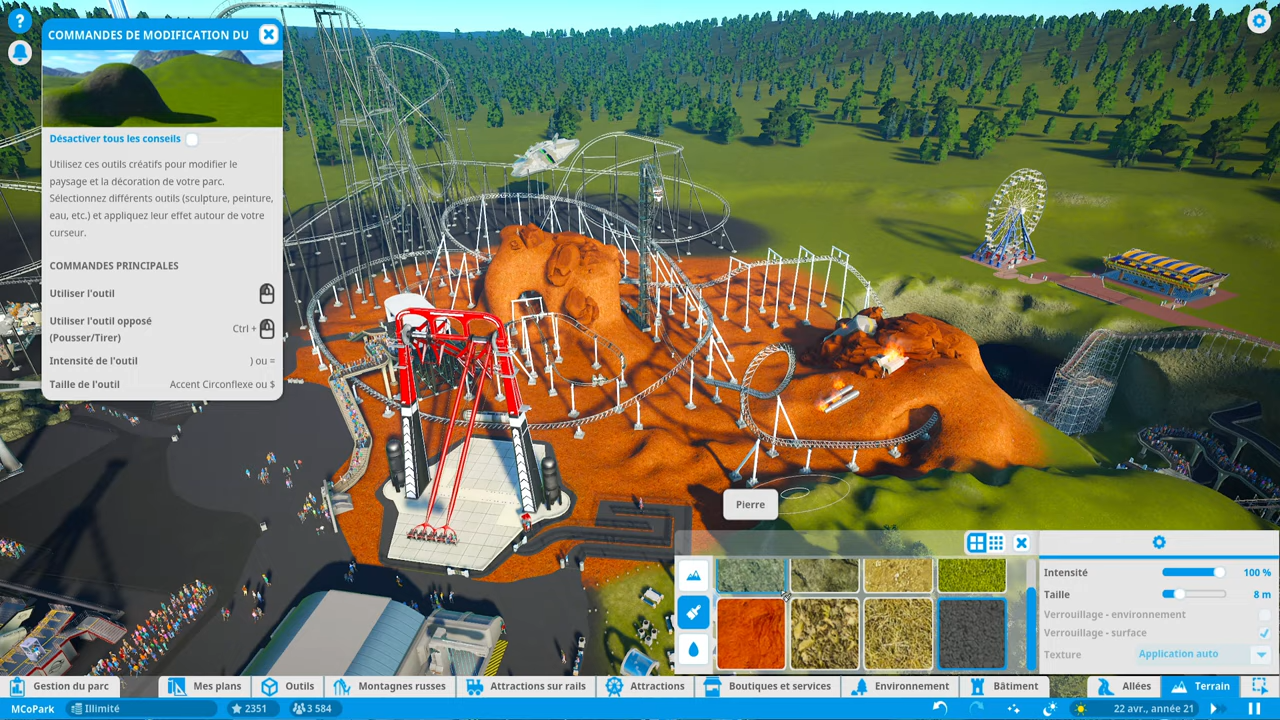 COMMANDES DE MODIFICATION DU
Désactiver tous les conseils
Utilisez ces outils créatifs pour modifier le
paysage et la décoration de votre parc.
Sélectionnez différents outils (sculpture, peinture,
eau, etc.) et appliquez leur effet autour de votre
curseur.
COMMANDES PRINCIPALES
Utiliser l'outil
Utiliser l'outil opposé
(Pousser/Tirer)
Ctrl +
Intensité de l'outil
) ou =
Taille de l'outil
Accent Circonflexe ou $
Pierre
Intensité
100 %
Taille
8 m
Verrouillage - environnement
Verrouillage - surface
Texture
Application auto
Gestion du parc
Mes plans
Outils
Montagnes russes
Attractions sur rails
Attractions
Boutiques et services
Environnement
Bâtiment
Allées
Terrain
MCoPark
Illimité
2351
3 584
22 avr., année 21